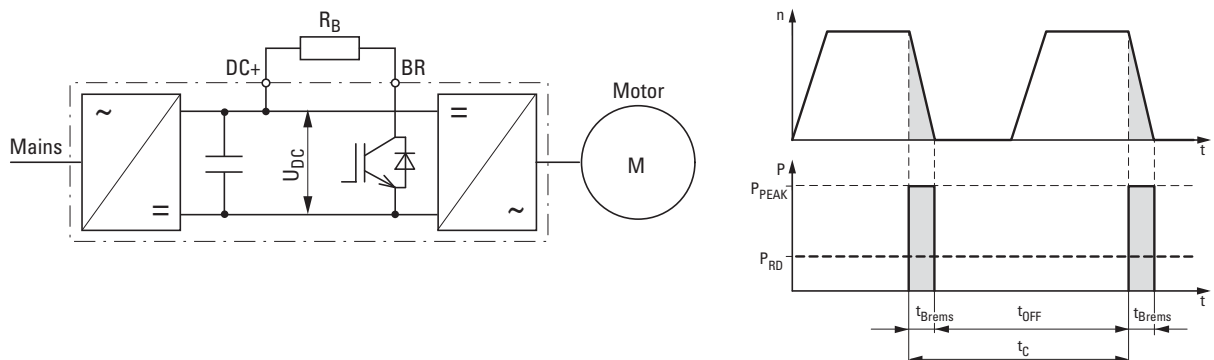 R_B
DC+ BR
Motor
Mains
~
=
U_DC
=
~
M
n
t
P
P_PEAK
P_RD
t
t_Brems t_OFF t_Brems
t_C